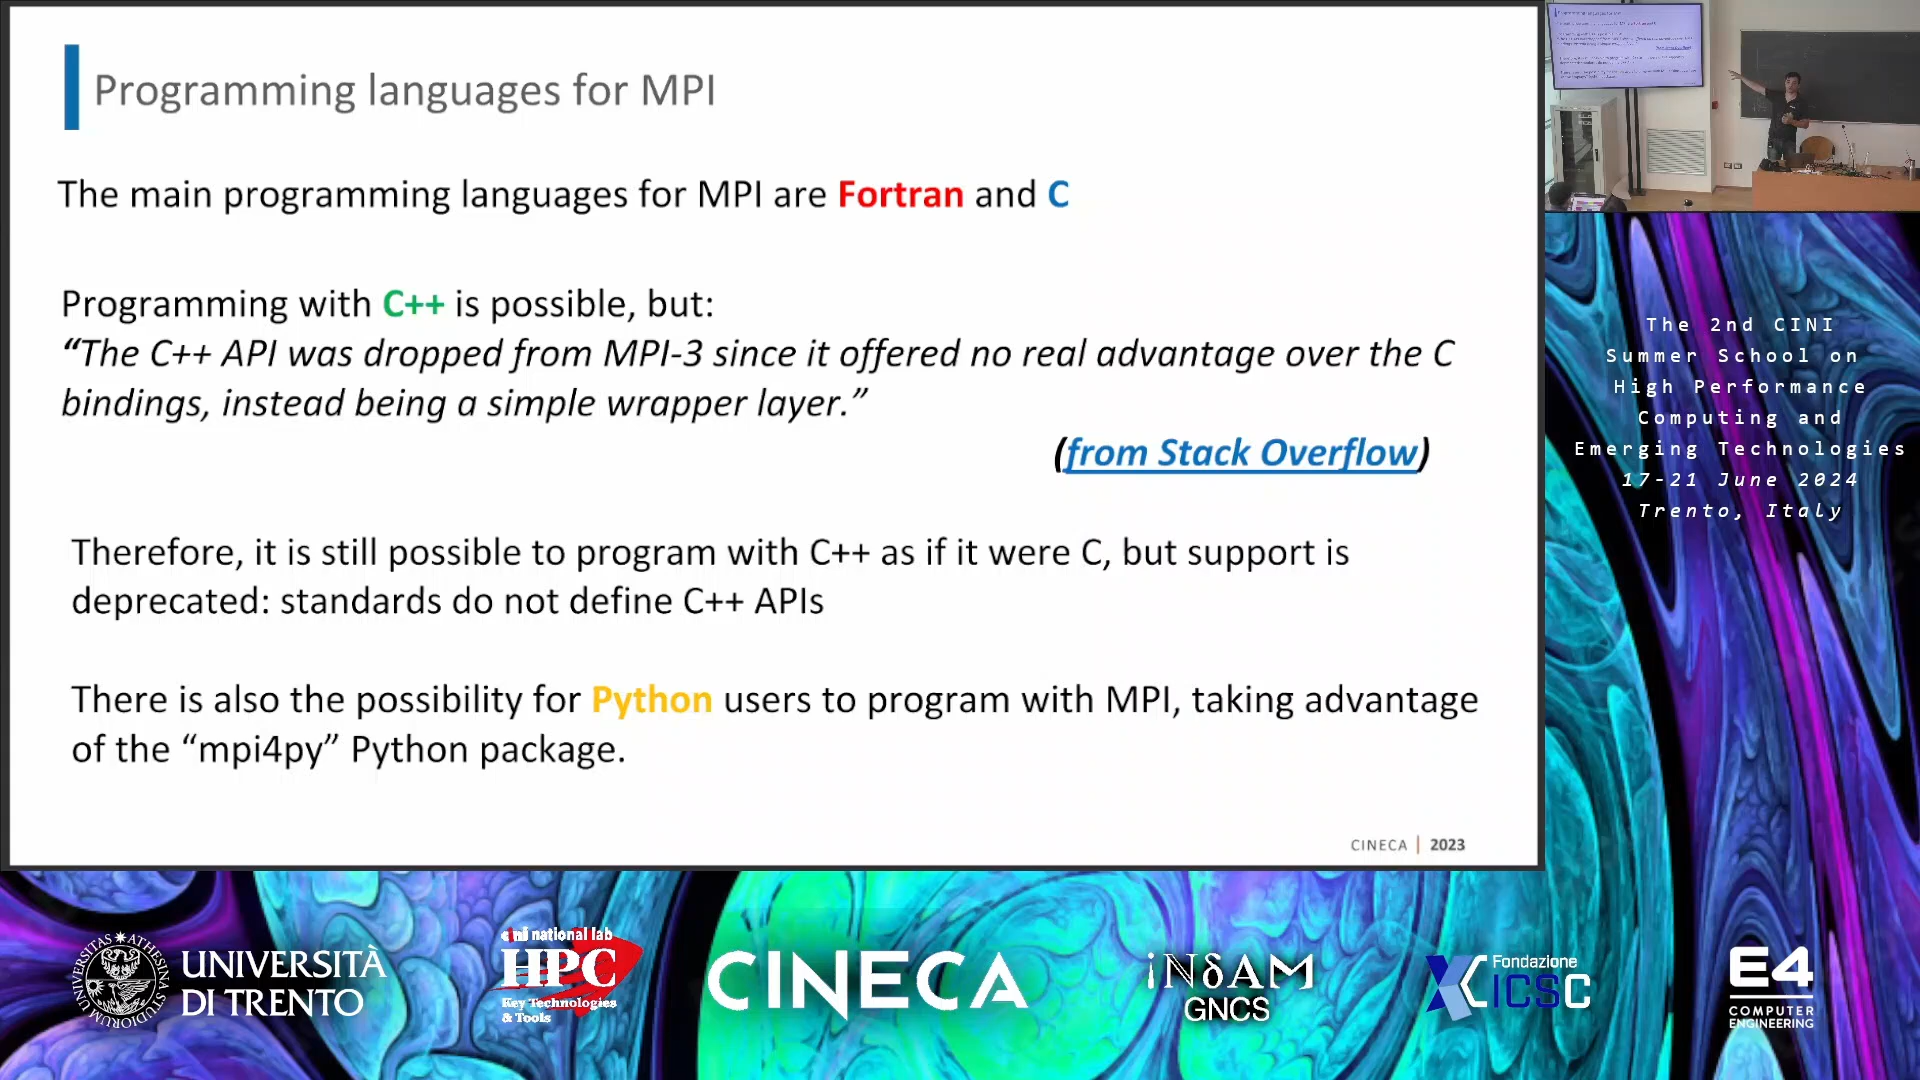 Programming languages for MPI
The main programming languages for MPI are Fortran and C
Programming with C++ is possible, but:
“The C++ API was dropped from MPI-3 since it offered no real advantage over the C
bindings, instead being a simple wrapper layer.”
(from Stack Overflow)
Therefore, it is still possible to program with C++ as if it were C, but support is
deprecated: standards do not define C++ APIs
There is also the possibility for Python users to program with MPI, taking advantage
of the “mpi4py” Python package.
CINECA | 2023
The 2nd CINI
Summer School on
High Performance
Computing and
Emerging Technologies
17-21 June 2024
Trento, Italy
UNIVERSITÀ
DI TRENTO
cini national lab
HPC
Key Technologies
& Tools
CINECA
iNδAM
GNCS
Fondazione
ICSC
E4
COMPUTER
ENGINEERING